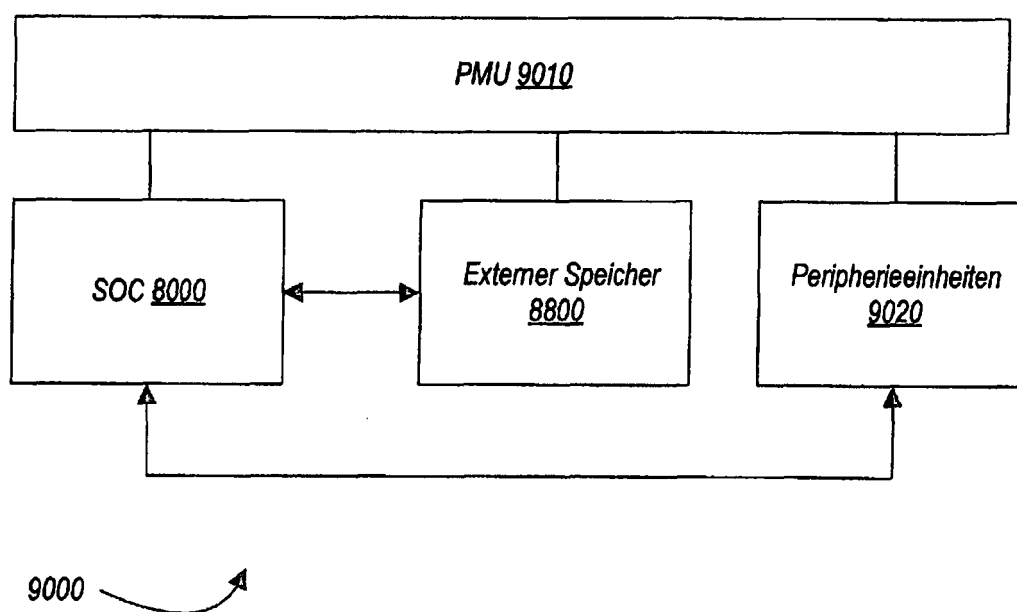 PMU 9010
SOC 8000
Externer Speicher
8800
Peripherieeinheiten
9020
9000